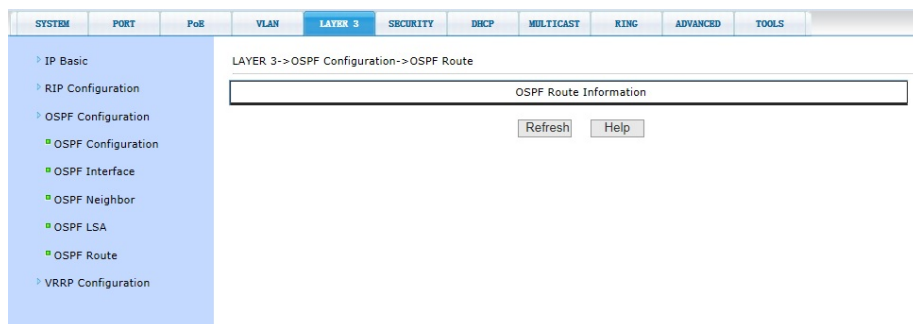 SYSTEM PORT PoE VLAN LAYER 3 SECURITY DHCP MULTICAST RING ADVANCED TOOLS
IP Basic
RIP Configuration
OSPF Configuration
OSPF Configuration
OSPF Interface
OSPF Neighbor
OSPF LSA
OSPF Route
VRRP Configuration
LAYER 3->OSPF Configuration->OSPF Route
OSPF Route Information
Refresh Help